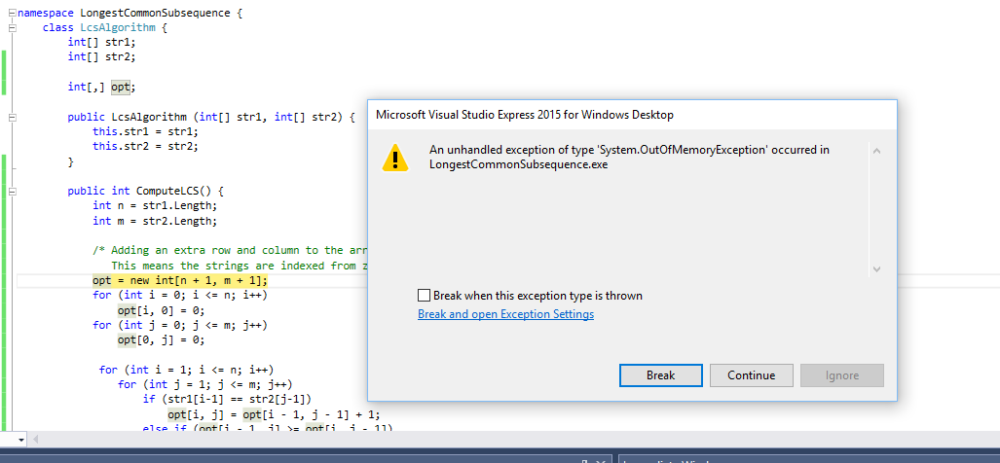 namespace LongestCommonSubsequence {
class LcsAlgorithm {
int[] str1;
int[] str2;
int[,] opt;
public LcsAlgorithm (int[] str1, int[] str2) {
this.str1 = str1;
this.str2 = str2;
}
public int ComputeLCS() {
int n = str1.Length;
int m = str2.Length;
/* Adding an extra row and column to the arr
This means the strings are indexed from z
opt = new int[n + 1, m + 1];
for (int i = 0; i <= n; i++)
opt[i, 0] = 0;
for (int j = 0; j <= m; j++)
opt[0, j] = 0;
for (int i = 1; i <= n; i++)
for (int j = 1; j <= m; j++)
if (str1[i-1] == str2[j-1])
opt[i, j] = opt[i - 1, j - 1] + 1;
else if (opt[i - 1, j] >= opt[i, j - 1])
Microsoft Visual Studio Express 2015 for Windows Desktop
An unhandled exception of type 'System.OutOfMemoryException' occurred in
LongestCommonSubsequence.exe
Break when this exception type is thrown
Break and open Exception Settings
Break
Continue
Ignore